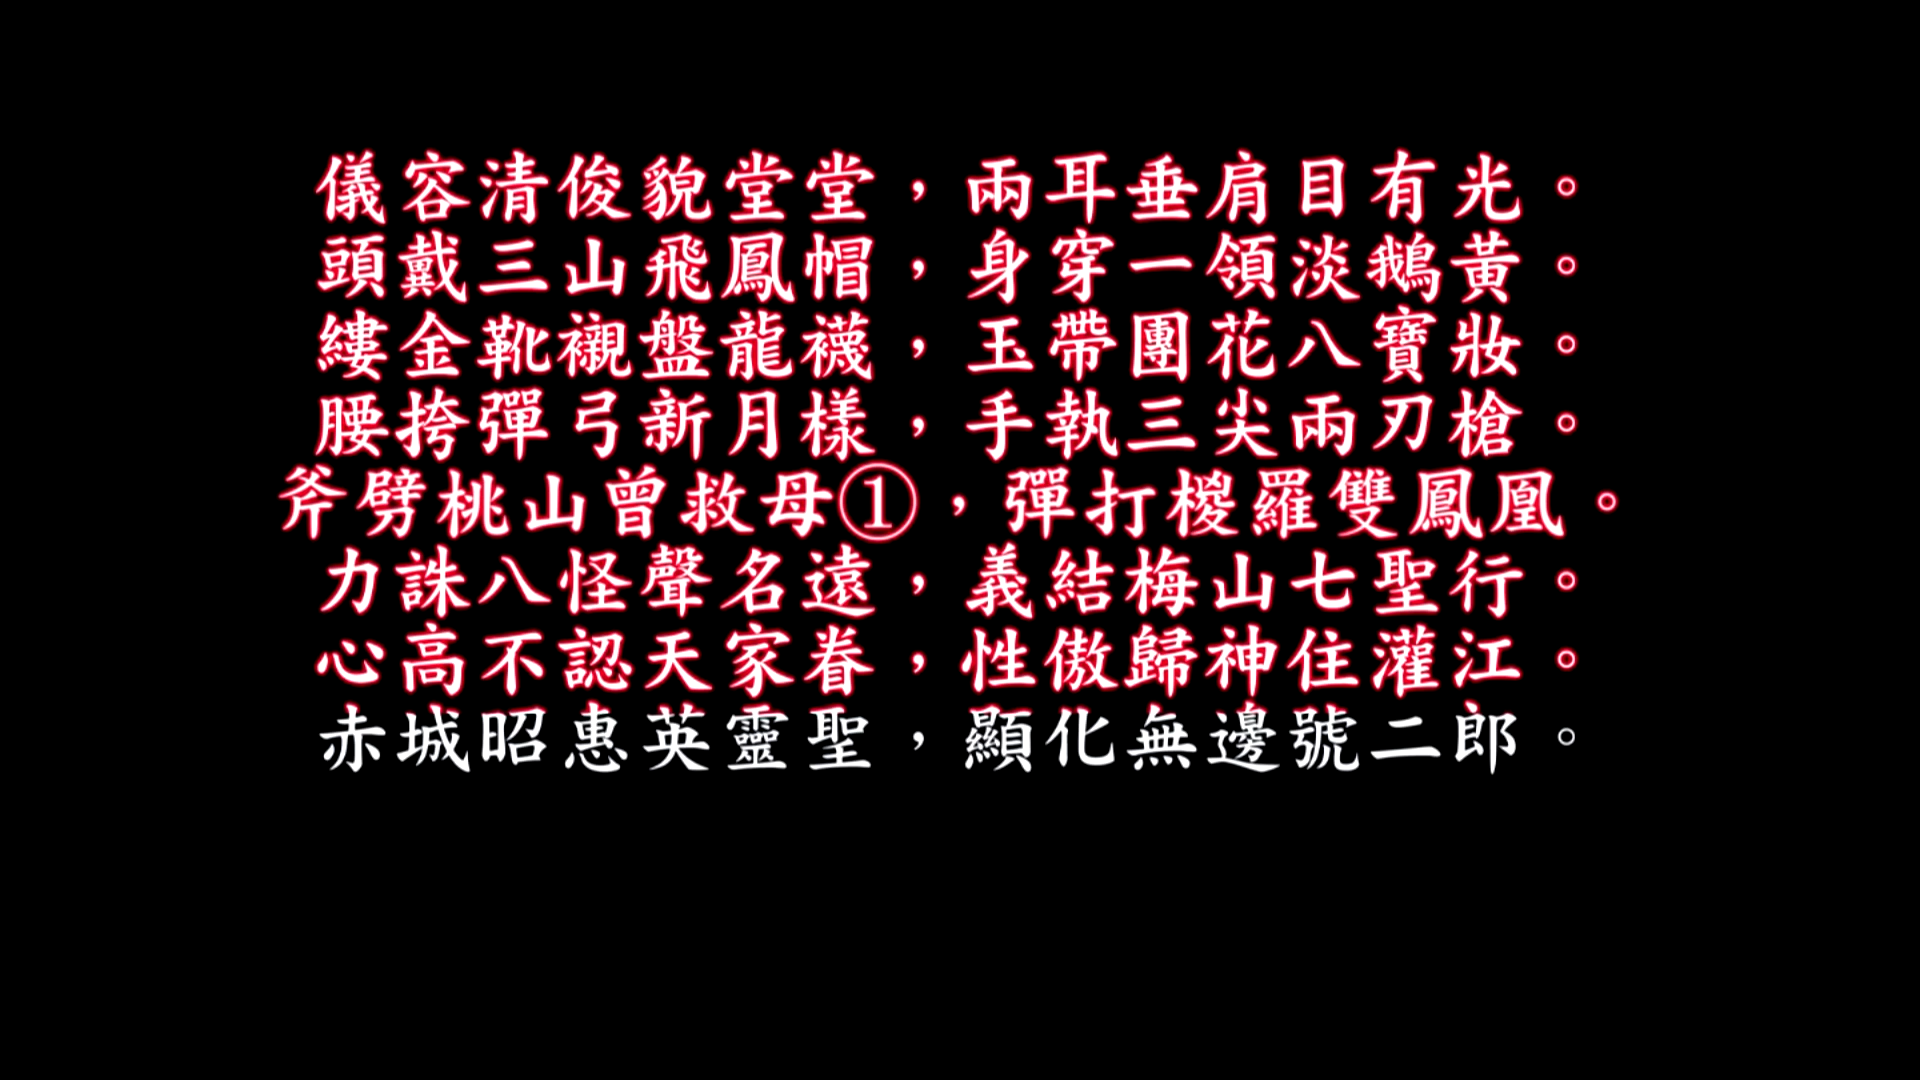 儀容清俊貌堂堂，兩耳垂肩目有光。
頭戴三山飛鳳帽，身穿一領淡鵝黃。
縷金靴襯盤龍襪，玉帶團花八寶妝。
腰挎彈弓新月樣，手執三尖兩刃槍。
斧劈桃山曾救母①，彈打㯶羅雙鳳凰。
力誅八怪聲名遠，義結梅山七聖行。
心高不認天家眷，性傲歸神住灌江。
赤城昭惠英靈聖，顯化無邊號二郎。